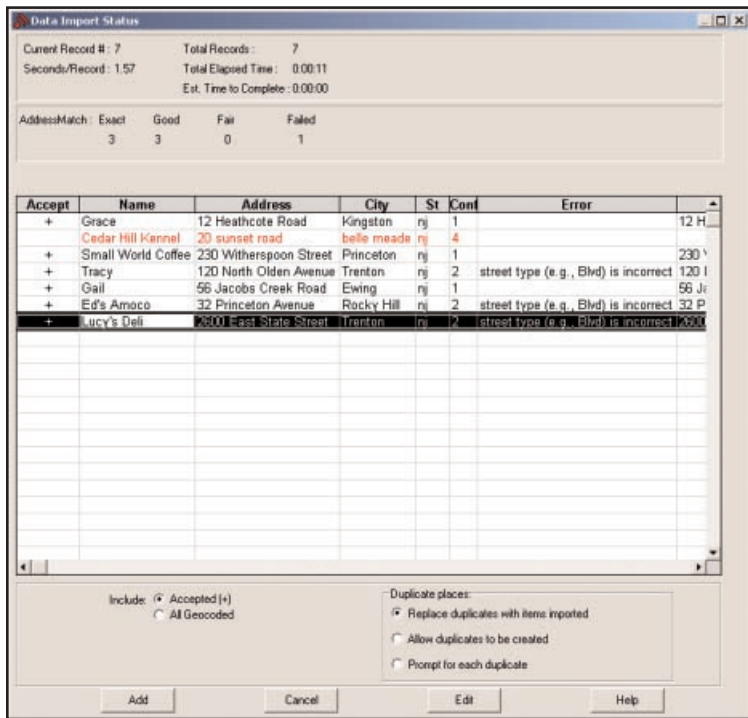 Data Import Status
Current Record # : 7 Total Records : 7
Seconds/Record : 1.57 Total Elapsed Time : 0:00:11
Est. Time to Complete : 0:00:00
AddressMatch : Exact Good Fair Failed
3 3 0 1
Accept Name Address City St Conf Error
+ Grace 12 Heathcote Road Kingston nj 1 12 H
Cedar Hill Kennel 20 sunset road belle meade nj 4
+ Small World Coffee 230 Witherspoon Street Princeton nj 1 230
+ Tracy 120 North Olden Avenue Trenton nj 2 street type (e.g., Blvd) is incorrect 120
+ Gail 56 Jacobs Creek Road Ewing nj 1 56 Ja
+ Ed's Amoco 32 Princeton Avenue Rocky Hill nj 2 street type (e.g., Blvd) is incorrect 32 P
+ Lucy's Deli 2600 East State Street Trenton nj 2 street type (e.g., Blvd) is incorrect 2600
Include: Accepted (+)
All Geocoded
Duplicate places:
Replace duplicates with items imported
Allow duplicates to be created
Prompt for each duplicate
Add Cancel Edit Help